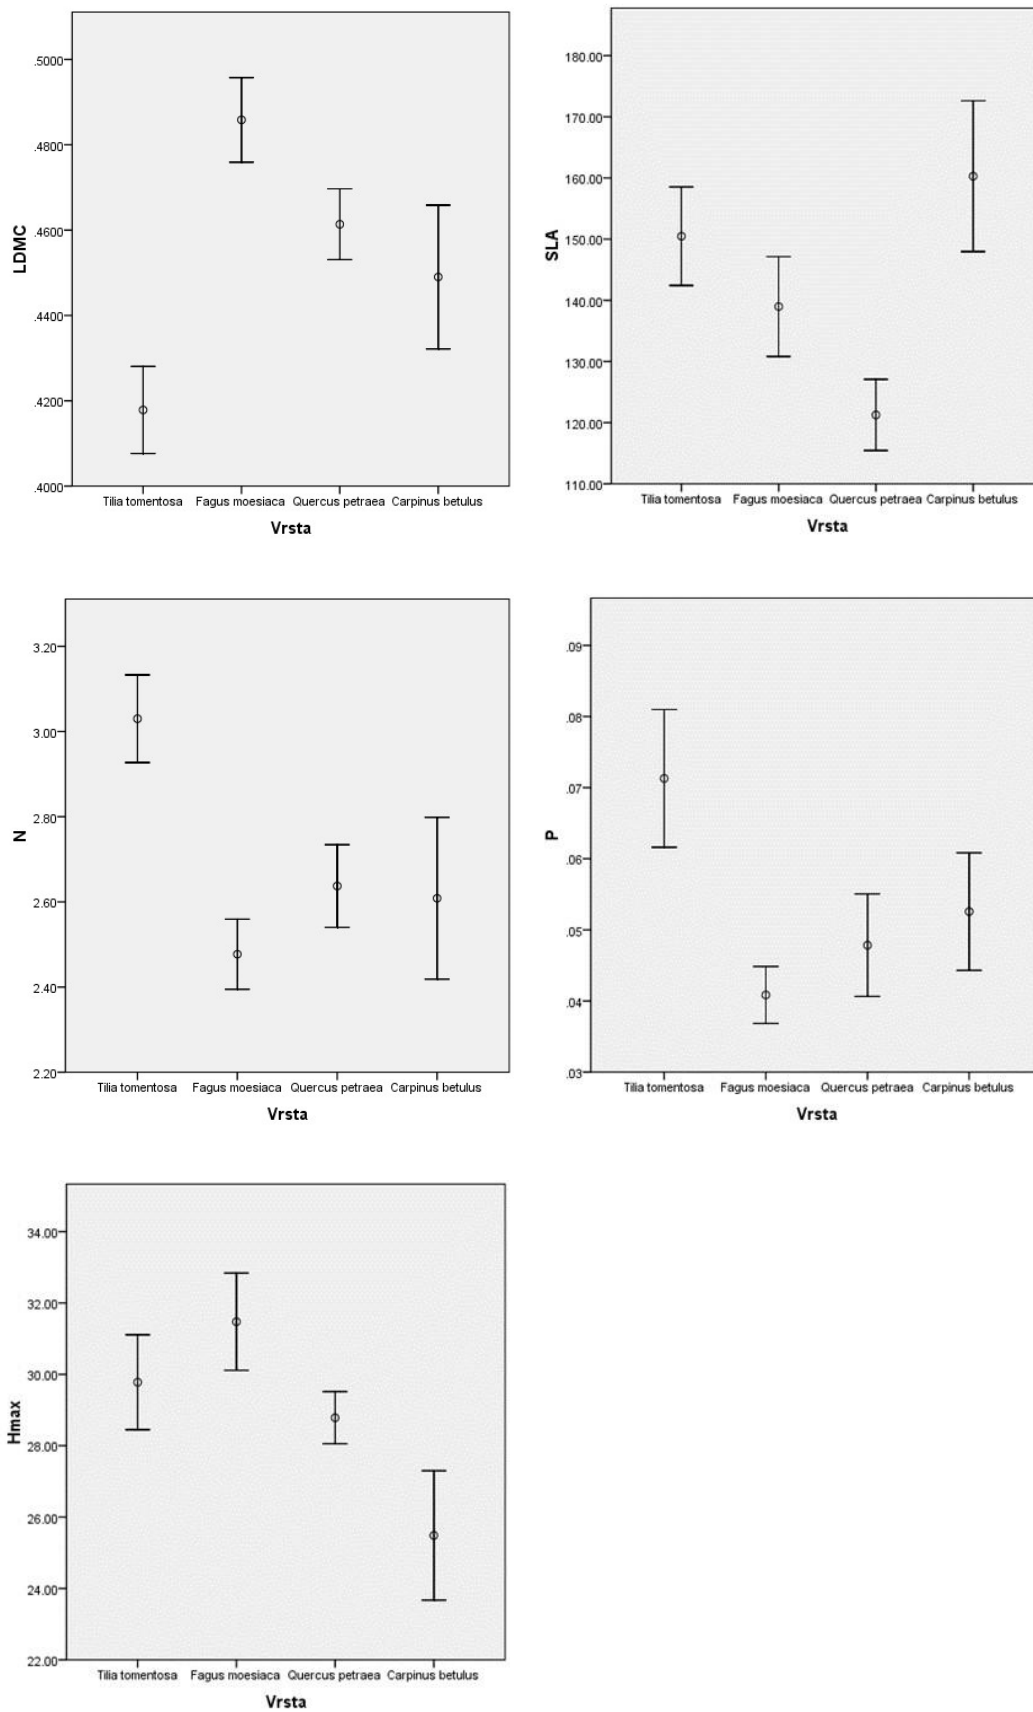 LDMC
.5000
.4800
.4600
.4400
.4200
.4000
Tilia tomentosa Fagus moesiaca Quercus petraea Carpinus betulus
Vrsta
SLA
180.00
170.00
160.00
150.00
140.00
130.00
120.00
110.00
Tilia tomentosa Fagus moesiaca Quercus petraea Carpinus betulus
Vrsta
N
3.20
3.00
2.80
2.60
2.40
2.20
Tilia tomentosa Fagus moesiaca Quercus petraea Carpinus betulus
Vrsta
P
.09
.08
.07
.06
.05
.04
.03
Tilia tomentosa Fagus moesiaca Quercus petraea Carpinus betulus
Vrsta
Hmax
34.00
32.00
30.00
28.00
26.00
24.00
22.00
Tilia tomentosa Fagus moesiaca Quercus petraea Carpinus betulus
Vrsta